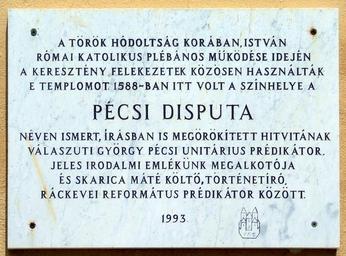 A TÖRÖK HÓDOLTSÁG KORÁBAN, ISTVÁN
RÓMAI KATOLIKUS PLÉBÁNOS MŰKÖDÉSE IDEJÉN
A KERESZTÉNY FELEKEZETEK KÖZÖSEN HASZNÁLTÁK
E TEMPLOMOT. 1588-BAN ITT VOLT A SZÍNHELYE A
PÉCSI DISPUTA
NÉVEN ISMERT, ÍRÁSBAN IS MEGÖRÖKÍTETT HITVITÁNAK
VÁLASZUTI GYÖRGY PÉCSI UNITÁRIUS PRÉDIKÁTOR.
JELES IRODALMI EMLÉKÜNK MEGALKOTÓJA
ÉS SKARICA MÁTÉ KÖLTŐ, TÖRTÉNETÍRÓ,
RÁCKEVEI REFORMÁTUS PRÉDIKÁTOR KÖZÖTT.
1993